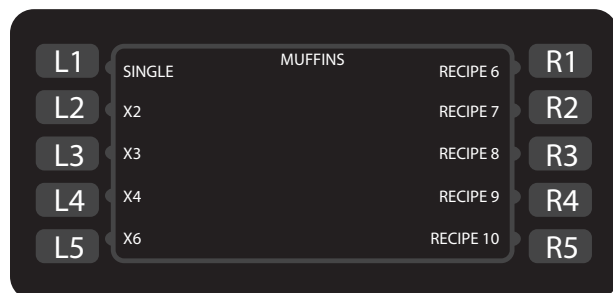 MUFFINS
L1 SINGLE RECIPE 6 R1
L2 X2 RECIPE 7 R2
L3 X3 RECIPE 8 R3
L4 X4 RECIPE 9 R4
L5 X6 RECIPE 10 R5